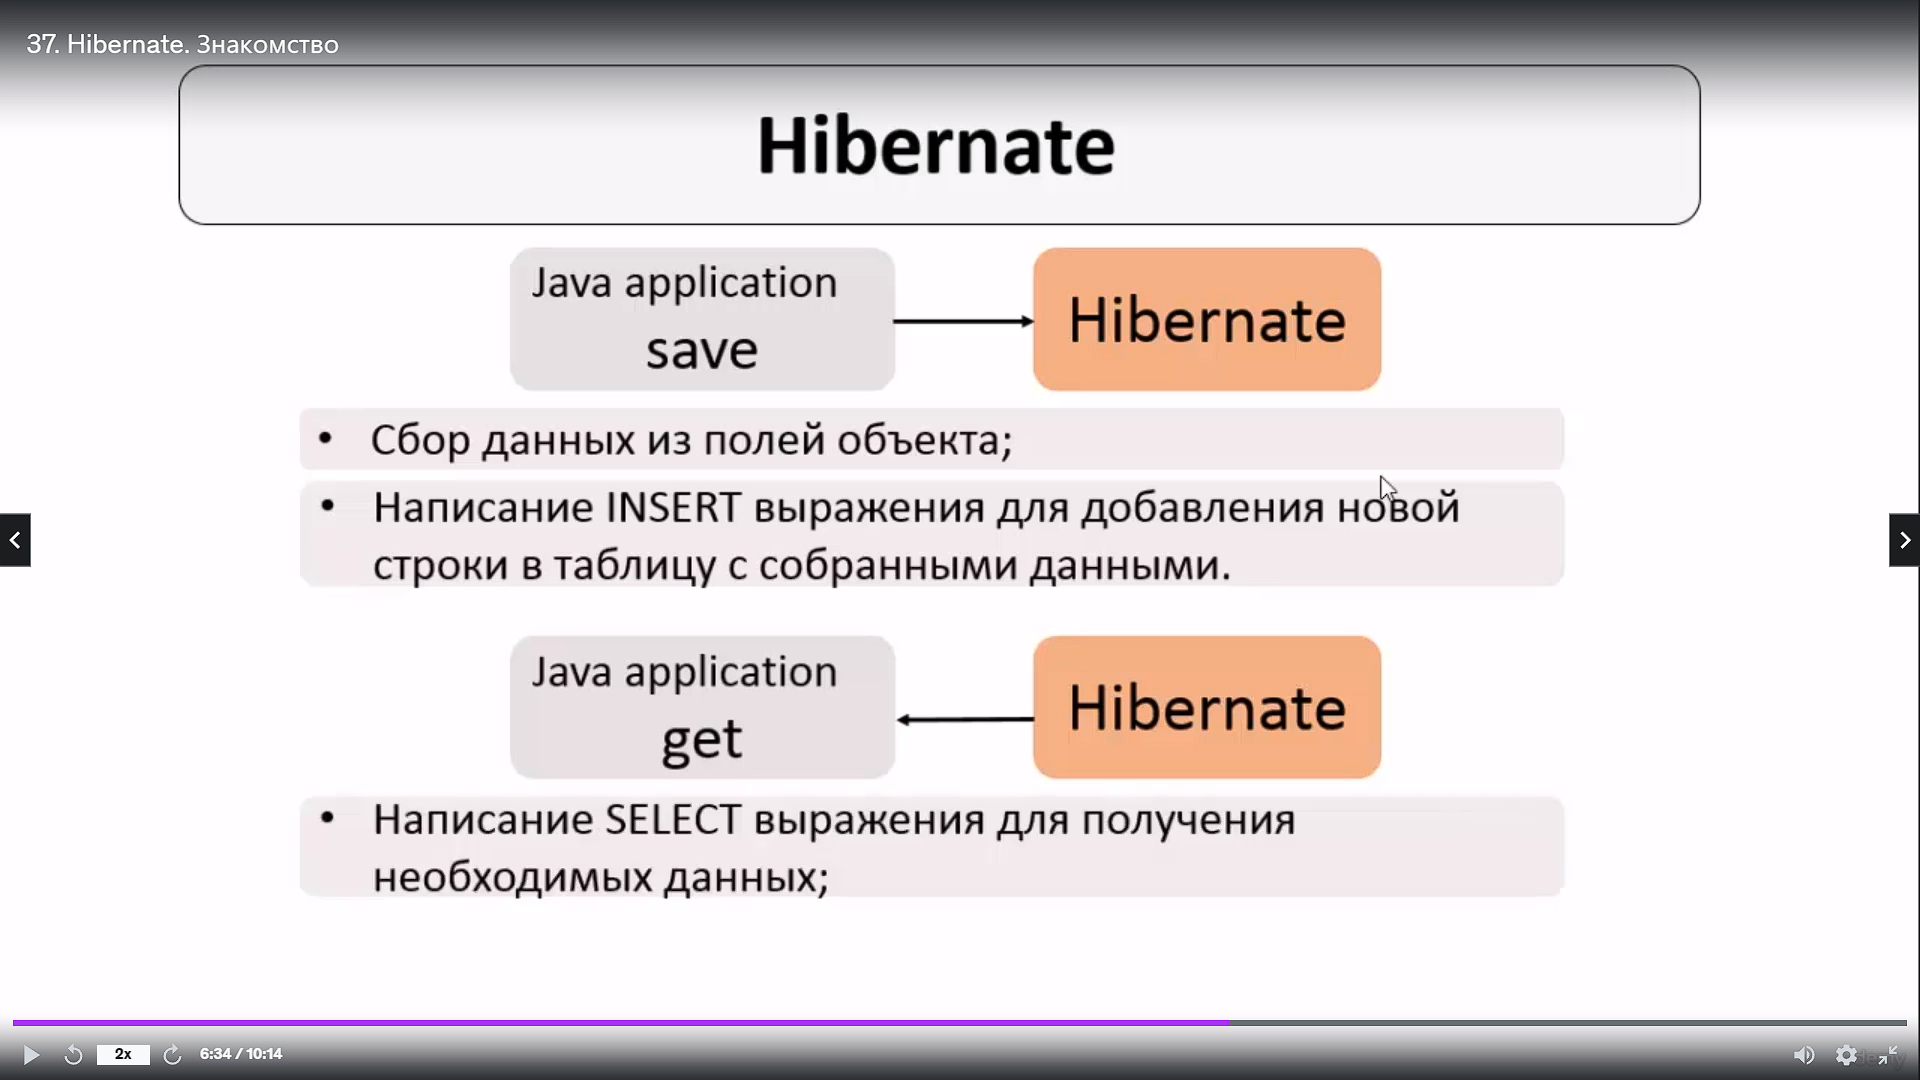 37. Hibernate. Знакомство
Hibernate
Java application
save
Hibernate
• Сбор данных из полей объекта;
• Написание INSERT выражения для добавления новой
строки в таблицу с собранными данными.
Java application
get
Hibernate
• Написание SELECT выражения для получения
необходимых данных;
2x
6:34 / 10:14